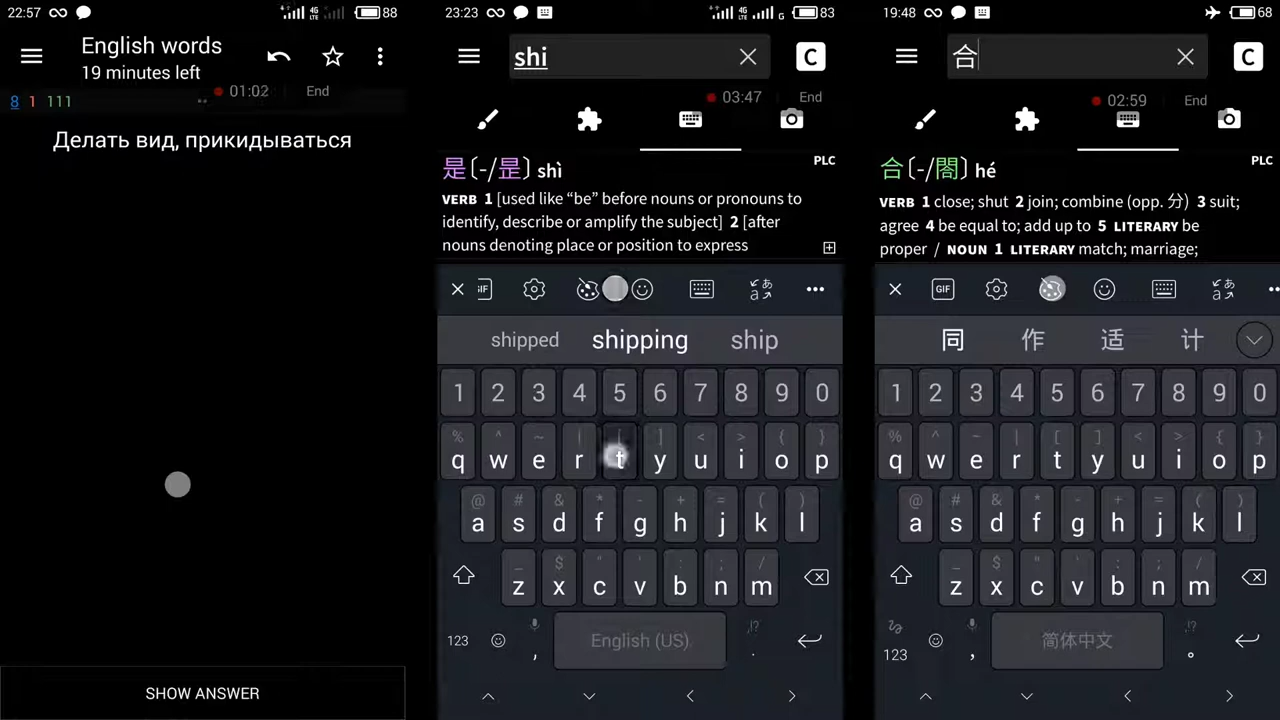 22:57 4G LTE 88
English words
19 minutes left
01:02 End
8 1 111
Делать вид, прикидываться
SHOW ANSWER
23:23 4G LTE G 83
shi
C
03:47 End
是〔-/昰〕 shì PLC
VERB 1 [used like “be” before nouns or pronouns to
identify, describe or amplify the subject] 2 [after
nouns denoting place or position to express
GIF
shipped shipping ship
1 2 3 4 5 6 7 8 9 0
% ^ ~ | [ ] < > { }
q w e r t y u i o p
@ # & * - + = ( )
a s d f g h j k l
_ $ " ' : ; /
z x c v b n m
,!?
123 , English (US) .
19:48 68
合
C
02:59 End
合〔-/閤〕 hé PLC
VERB 1 close; shut 2 join; combine (opp. 分) 3 suit;
agree 4 be equal to; add up to 5 LITERARY be
proper / NOUN 1 LITERARY match; marriage;
GIF
同 作 适 计
1 2 3 4 5 6 7 8 9 0
% ^ ~ | [ ] < > { }
q w e r t y u i o p
@ # & * - + = ( )
a s d f g h j k l
_ $ " ' : ; /
z x c v b n m
,!?
123 , 简体中文 。